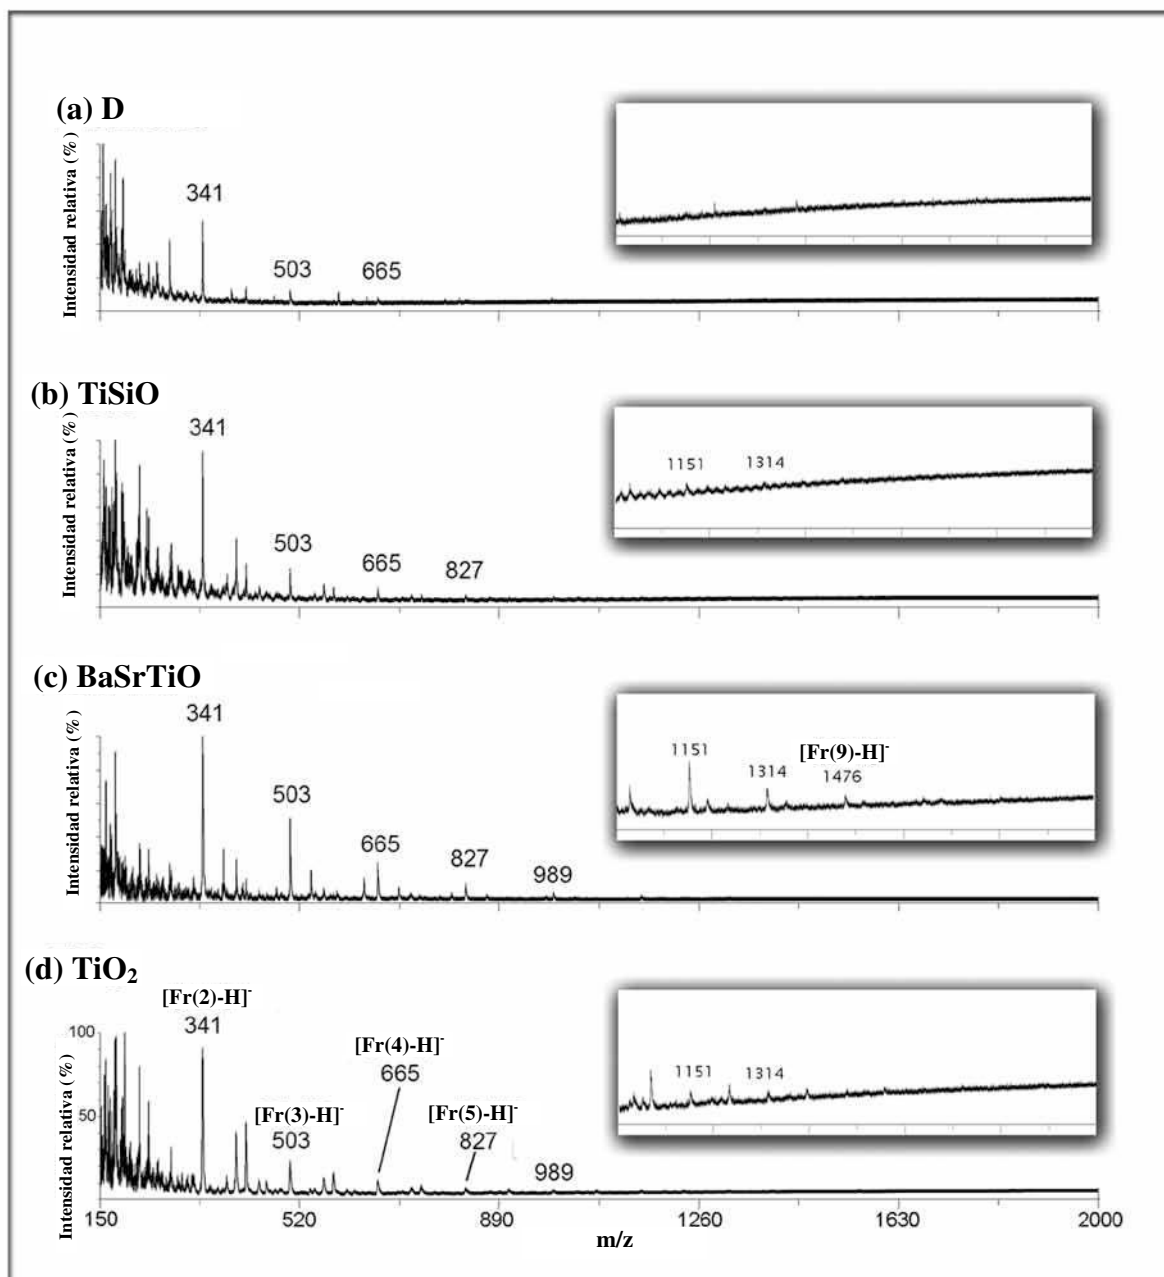 (a) D
Intensidad relativa (%)
341
503
665
(b) TiSiO
Intensidad relativa (%)
341
503
665
827
1151
1314
(c) BaSrTiO
Intensidad relativa (%)
341
503
665
827
989
1151
1314
[Fr(9)-H]⁻
1476
(d) TiO₂
Intensidad relativa (%)
100
50
[Fr(2)-H]⁻
341
[Fr(3)-H]⁻
503
[Fr(4)-H]⁻
665
[Fr(5)-H]⁻
827
989
1151
1314
150
520
890
1260
1630
2000
m/z